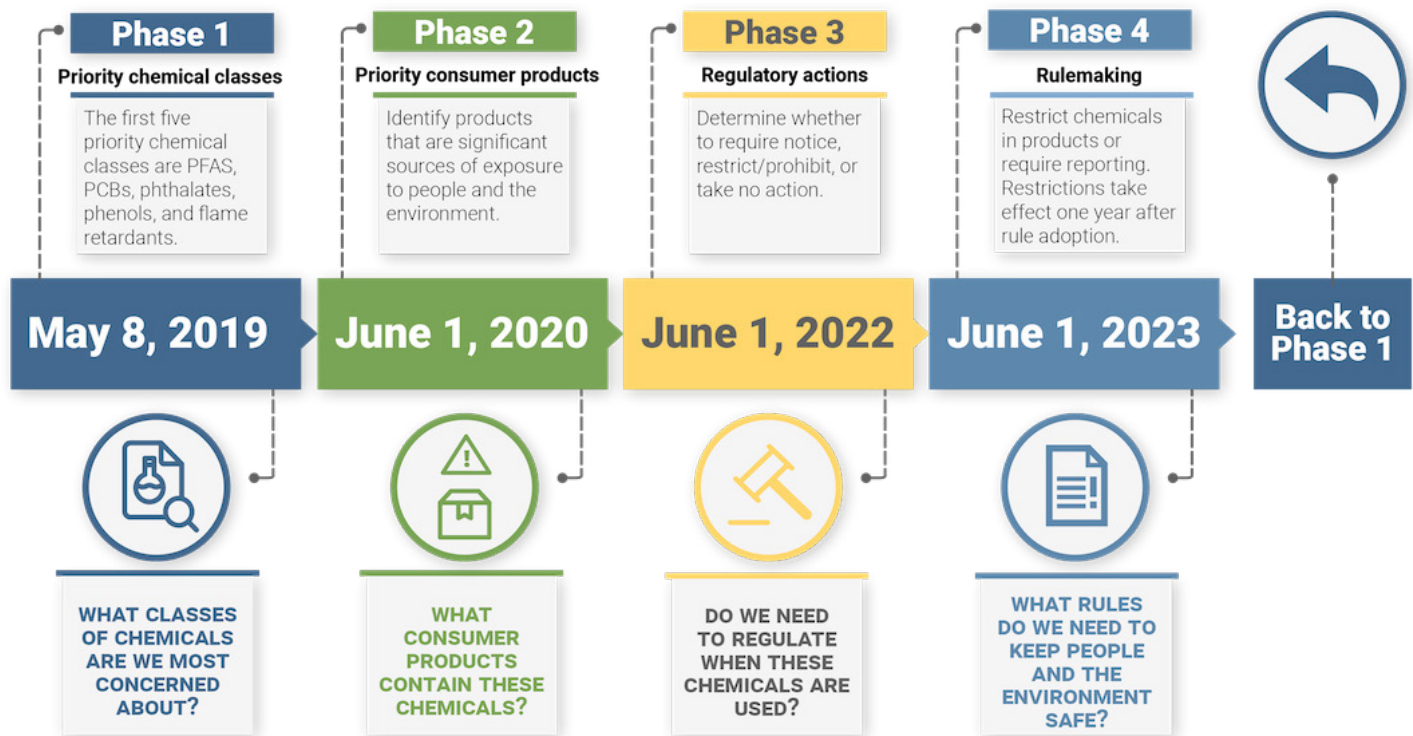 Phase 1
Priority chemical classes
The first five
priority chemical
classes are PFAS,
PCBs, phthalates,
phenols, and flame
retardants.
May 8, 2019
WHAT CLASSES
OF CHEMICALS
ARE WE MOST
CONCERNED
ABOUT?
Phase 2
Priority consumer products
Identify products
that are significant
sources of exposure
to people and the
environment.
June 1, 2020
WHAT
CONSUMER
PRODUCTS
CONTAIN THESE
CHEMICALS?
Phase 3
Regulatory actions
Determine whether
to require notice,
restrict/prohibit, or
take no action.
June 1, 2022
DO WE NEED
TO REGULATE
WHEN THESE
CHEMICALS ARE
USED?
Phase 4
Rulemaking
Restrict chemicals
in products or
require reporting.
Restrictions take
effect one year after
rule adoption.
June 1, 2023
WHAT RULES
DO WE NEED TO
KEEP PEOPLE
AND THE
ENVIRONMENT
SAFE?
Back to
Phase 1